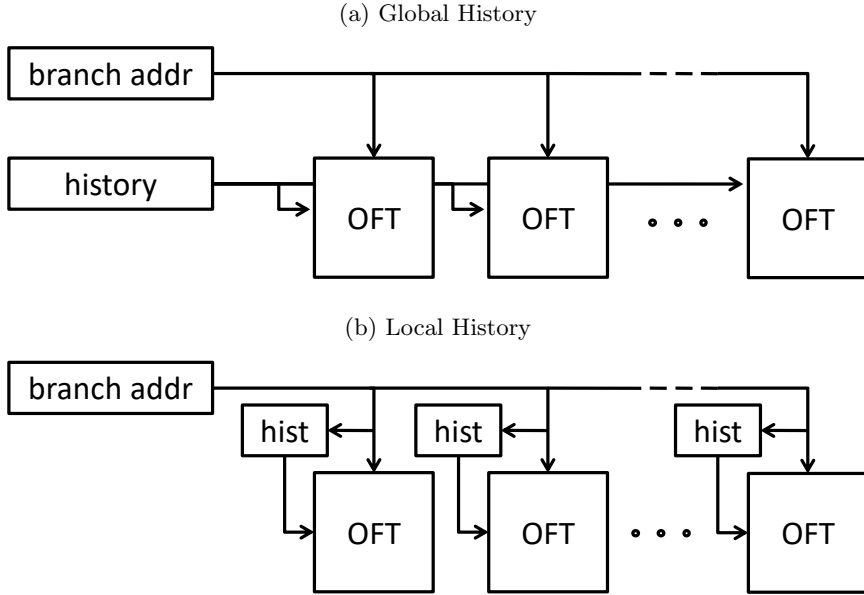 (a) Global History
branch addr
history
OFT
OFT
OFT
(b) Local History
branch addr
hist
hist
hist
OFT
OFT
OFT